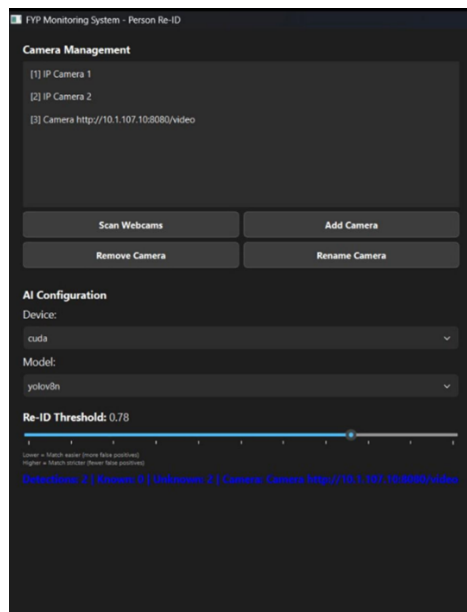 FYP Monitoring System - Person Re-ID
Camera Management
[1] IP Camera 1
[2] IP Camera 2
[3] Camera http://10.1.107.10:8080/video
Scan Webcams
Add Camera
Remove Camera
Rename Camera
AI Configuration
Device:
cuda
Model:
yolov8n
Re-ID Threshold: 0.78
Lower = Match easier (more false positives)
Higher = Match stricter (fewer false positives)
Detections: 2 | Known: 0 | Unknown: 2 | Camera: Camera http://10.1.107.10:8080/video